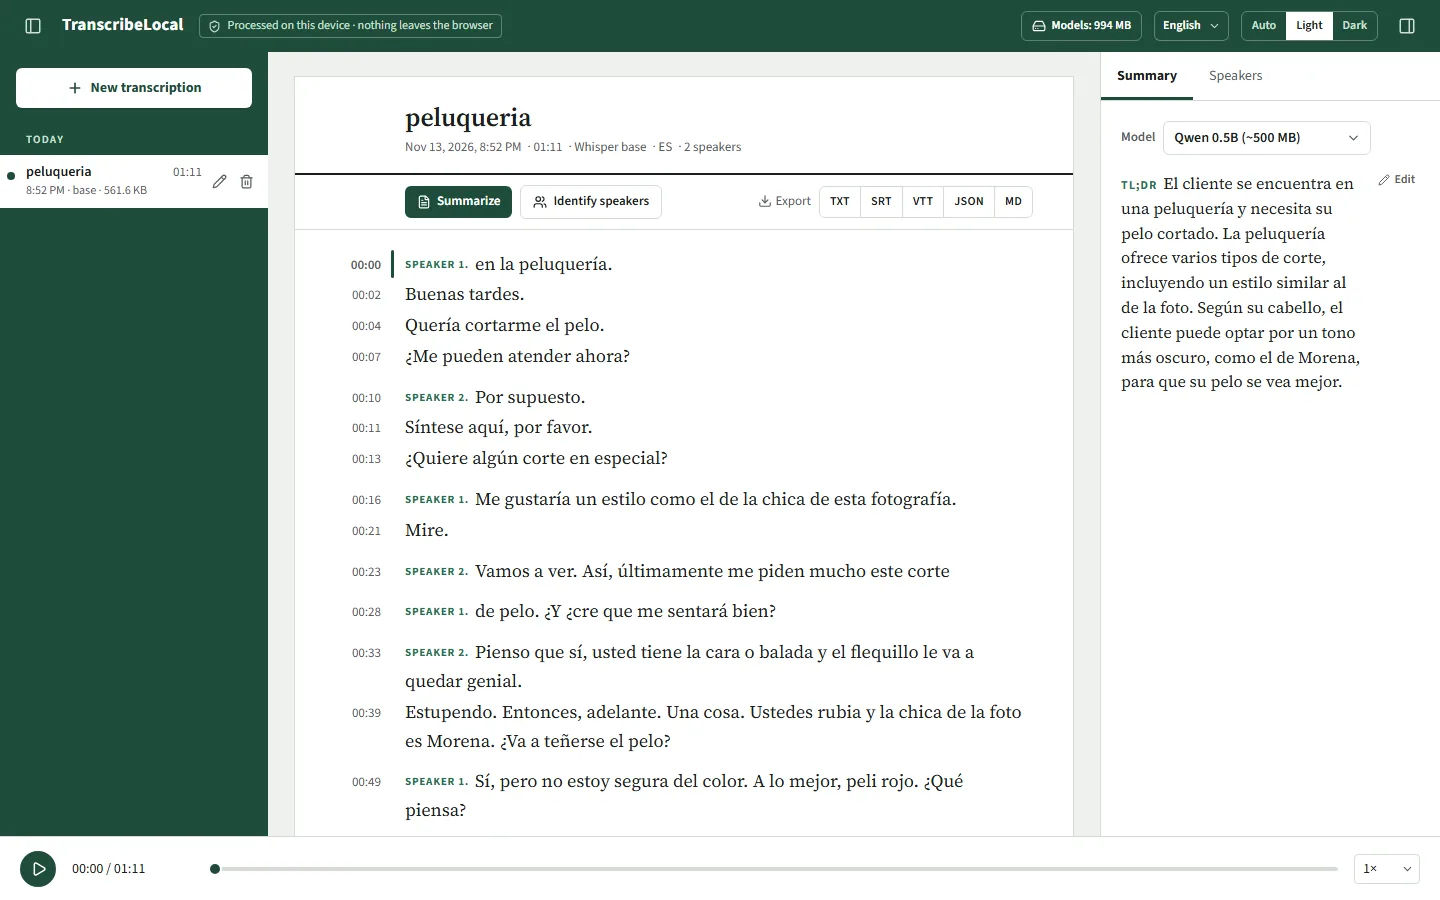 TranscribeLocal
Processed on this device · nothing leaves the browser
Models: 994 MB
English
Auto
Light
Dark
New transcription
TODAY
peluqueria
01:11
8:52 PM · base · 561.6 KB
peluqueria
Nov 13, 2026, 8:52 PM · 01:11 · Whisper base · ES · 2 speakers
Summarize
Identify speakers
Export
TXT
SRT
VTT
JSON
MD
00:00 SPEAKER 1. en la peluquería.
00:02 Buenas tardes.
00:04 Quería cortarme el pelo.
00:07 ¿Me pueden atender ahora?
00:10 SPEAKER 2. Por supuesto.
00:11 Síntese aquí, por favor.
00:13 ¿Quiere algún corte en especial?
00:16 SPEAKER 1. Me gustaría un estilo como el de la chica de esta fotografía.
00:21 Mire.
00:23 SPEAKER 2. Vamos a ver. Así, últimamente me piden mucho este corte
00:28 SPEAKER 1. de pelo. ¿Y ¿cre que me sentará bien?
00:33 SPEAKER 2. Pienso que sí, usted tiene la cara o balada y el flequillo le va a
quedar genial.
00:39 Estupendo. Entonces, adelante. Una cosa. Ustedes rubia y la chica de la foto
es Morena. ¿Va a teñerse el pelo?
00:49 SPEAKER 1. Sí, pero no estoy segura del color. A lo mejor, peli rojo. ¿Qué
piensa?
Summary
Speakers
Model
Qwen 0.5B (~500 MB)
TL;DR El cliente se encuentra en
una peluquería y necesita su
pelo cortado. La peluquería
ofrece varios tipos de corte,
incluyendo un estilo similar al
de la foto. Según su cabello, el
cliente puede optar por un tono
más oscuro, como el de Morena,
para que su pelo se vea mejor.
Edit
00:00 / 01:11
1×